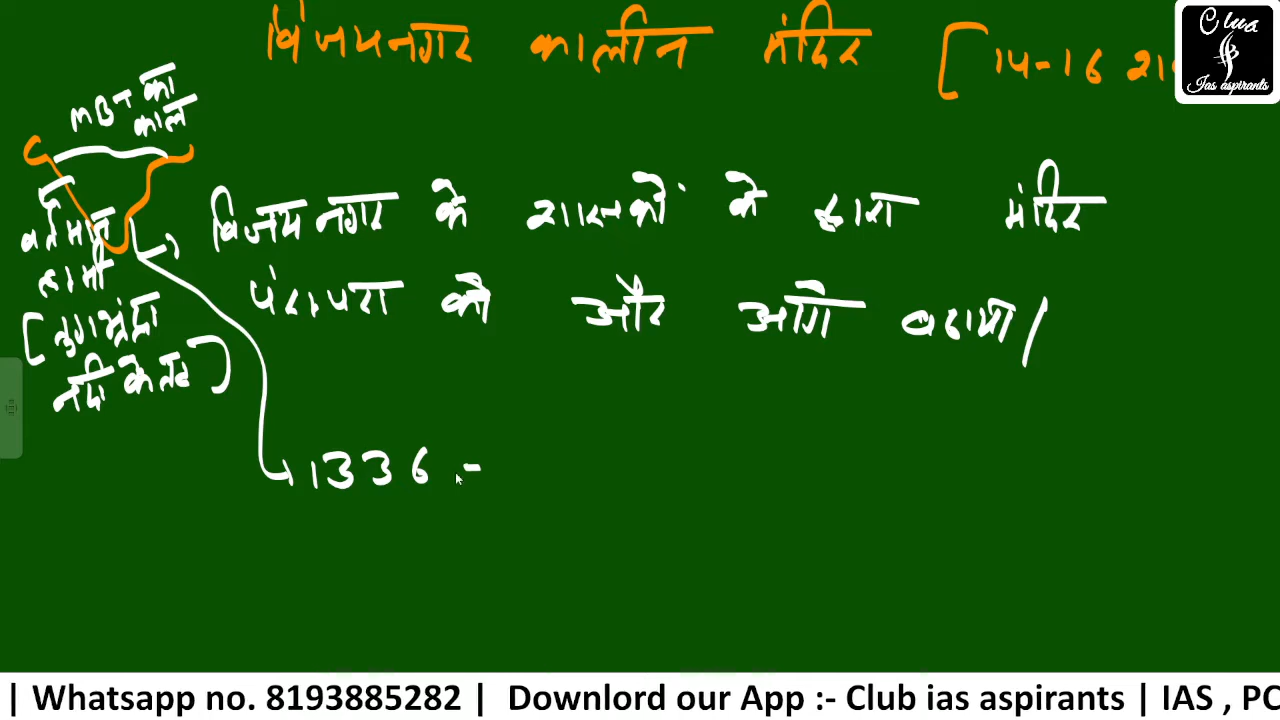 विजयनगर कालीन मंदिर [14-16
Club
Ias aspirants
MBT का
काल
विजयनगर के शासकों के द्वारा मंदिर
परंपरा को और आगे बढाया |
वर्तमान
हाम्पी
[तुंगभद्रा
नदी के तट]
1336 -
| Whatsapp no. 8193885282 | Downlord our App :- Club ias aspirants | IAS , PC